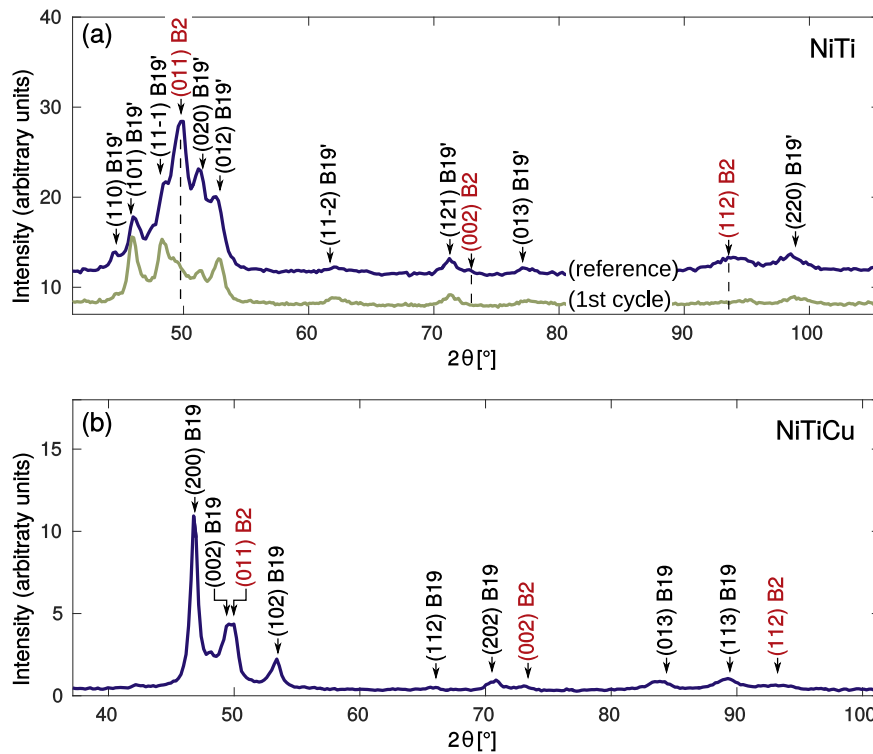 (a)
NiTi
40
30
20
10
Intensity (arbitrary units)
(110) B19'
(101) B19'
(11-1) B19'
(011) B2
(020) B19'
(012) B19'
(11-2) B19'
(121) B19'
(002) B2
(013) B19'
(112) B2
(220) B19'
(reference)
(1st cycle)
50 60 70 80 90 100
2θ[°]
(b)
NiTiCu
15
10
5
0
Intensity (arbitraty units)
(200) B19
(002) B19
(011) B2
(102) B19
(112) B19
(202) B19
(002) B2
(013) B19
(113) B19
(112) B2
40 50 60 70 80 90 100
2θ[°]